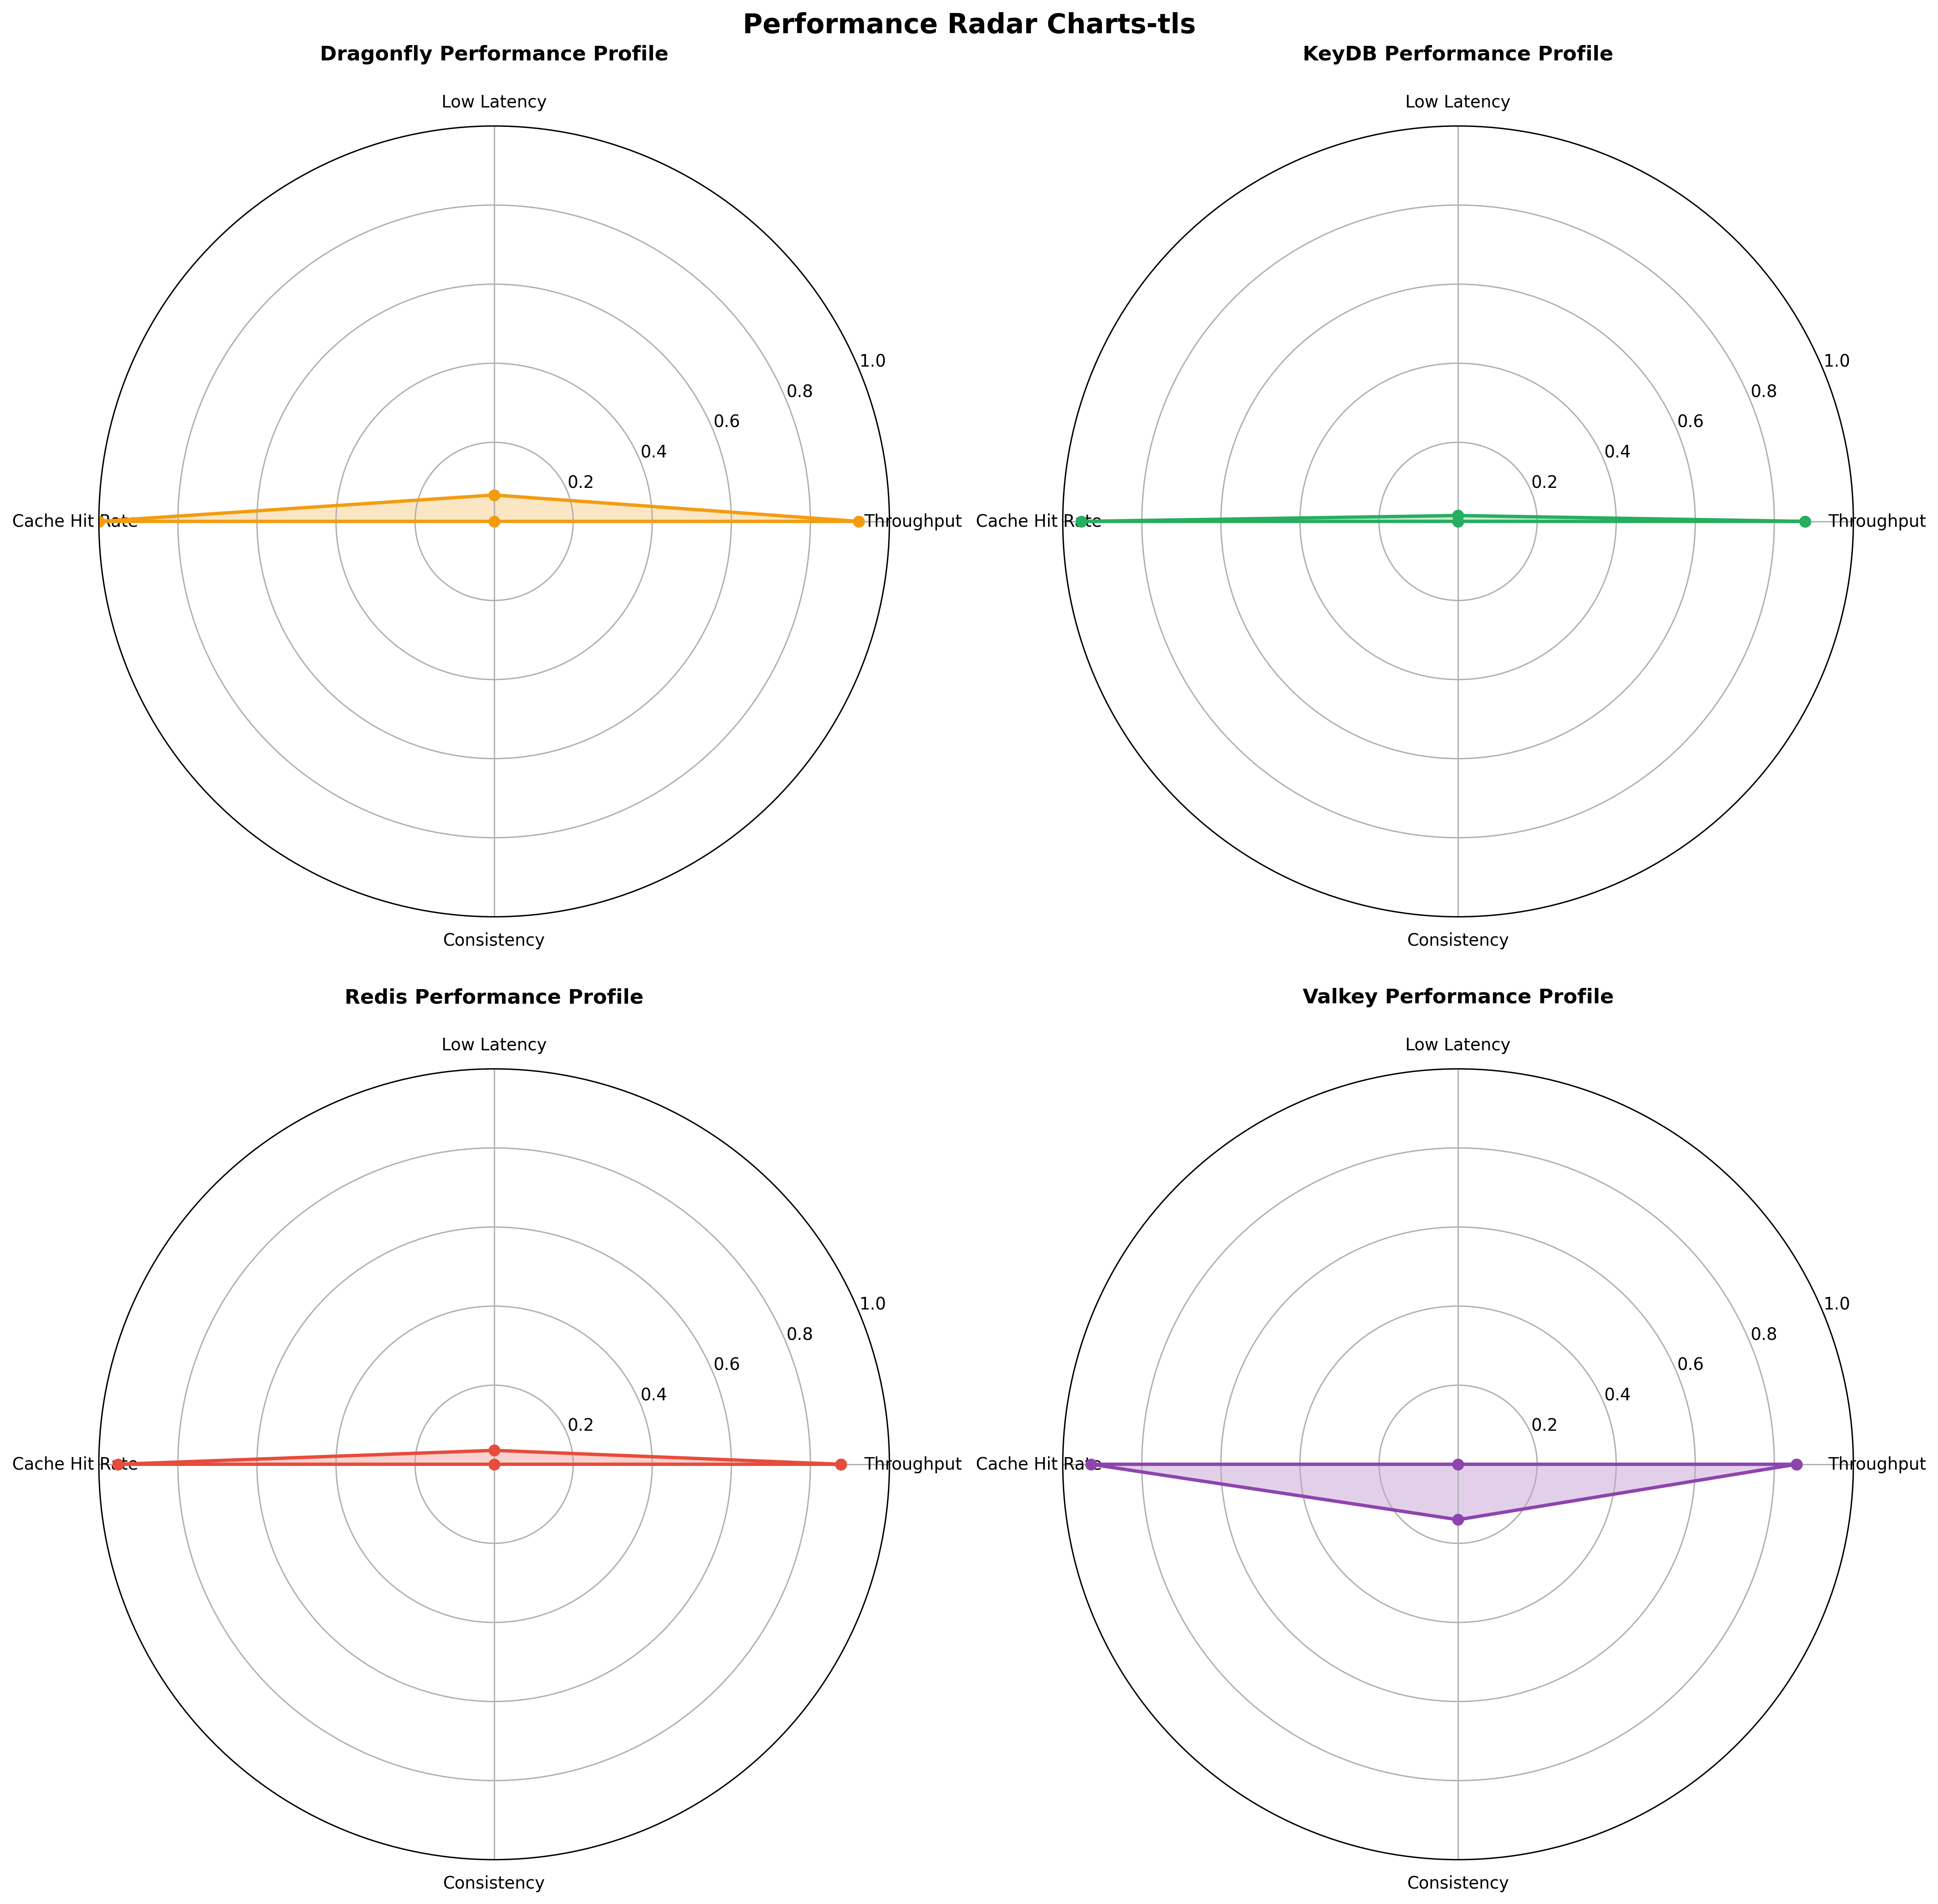 Performance Radar Charts-tls
Dragonfly Performance Profile
Low Latency
1.0
0.8
0.6
0.4
0.2
Cache Hit Rate
Throughput
Consistency
KeyDB Performance Profile
Low Latency
1.0
0.8
0.6
0.4
0.2
Cache Hit Rate
Throughput
Consistency
Redis Performance Profile
Low Latency
1.0
0.8
0.6
0.4
0.2
Cache Hit Rate
Throughput
Consistency
Valkey Performance Profile
Low Latency
1.0
0.8
0.6
0.4
0.2
Cache Hit Rate
Throughput
Consistency